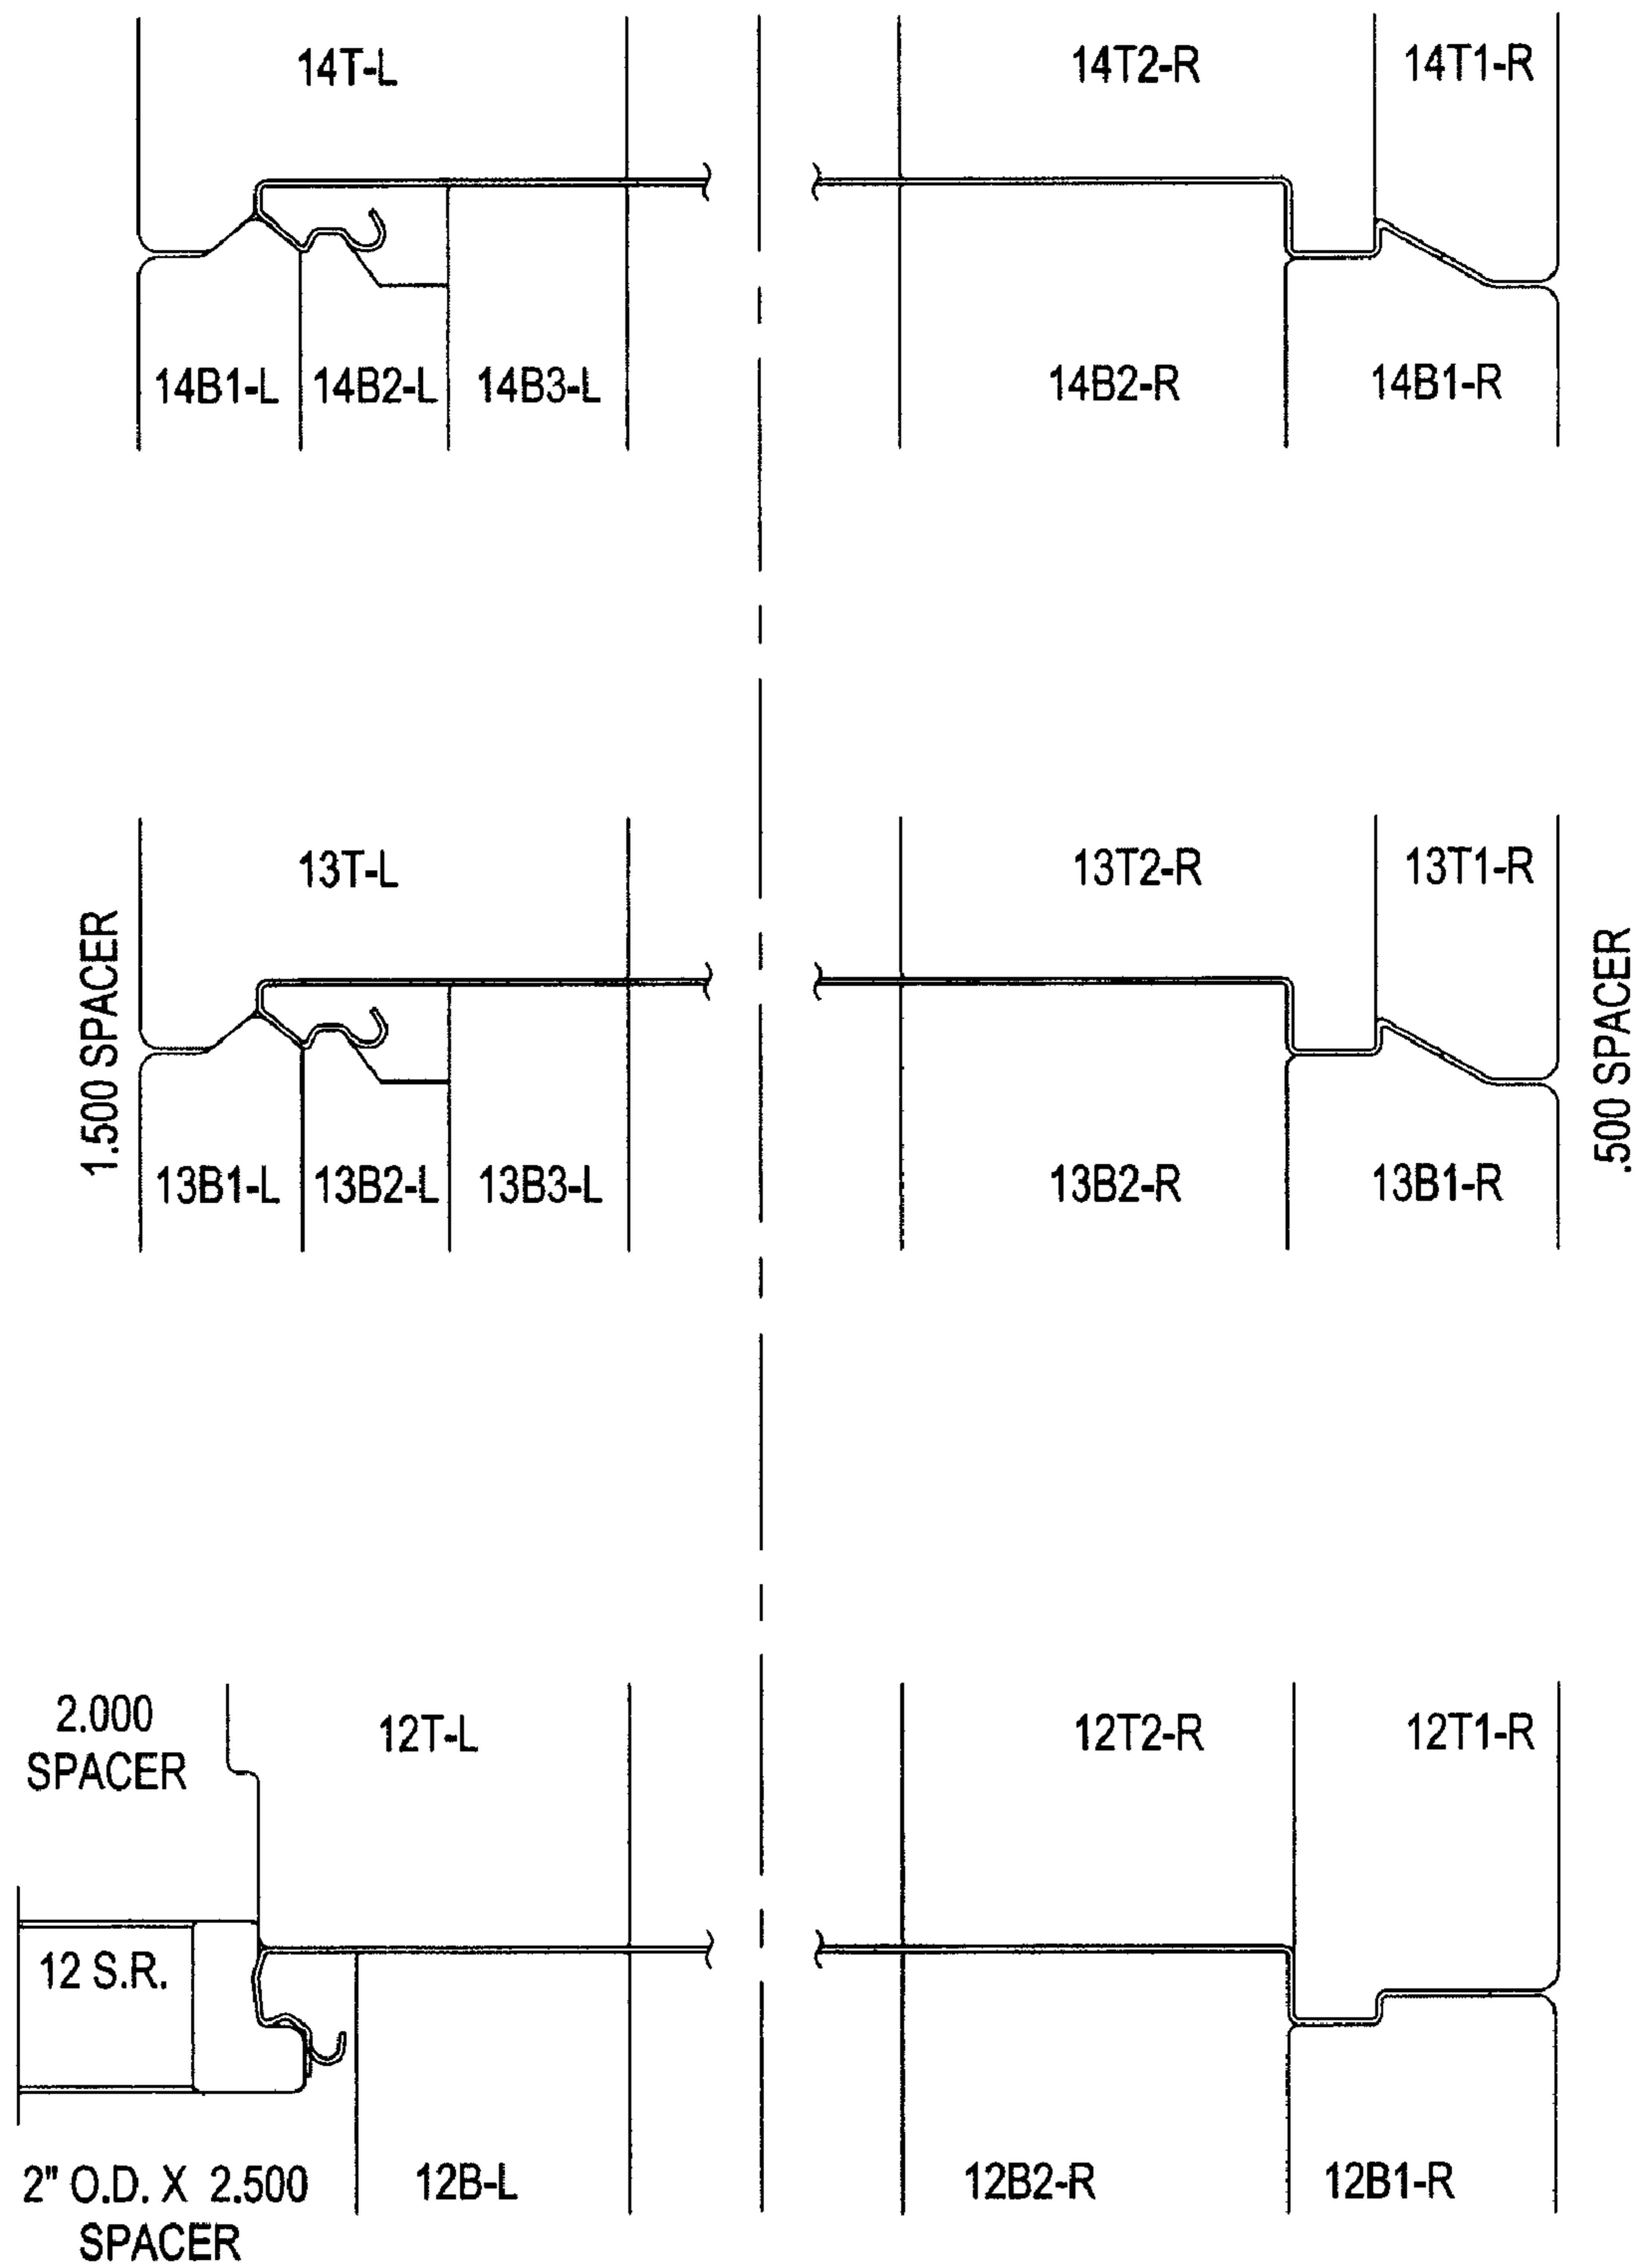 14T-L
14T2-R
14T1-R
14B1-L
14B2-L
14B3-L
14B2-R
14B1-R
13T-L
13T2-R
13T1-R
1.500 SPACER
.500 SPACER
13B1-L
13B2-L
13B3-L
13B2-R
13B1-R
2.000
SPACER
12T-L
12T2-R
12T1-R
12 S.R.
2" O.D. X 2.500
SPACER
12B-L
12B2-R
12B1-R